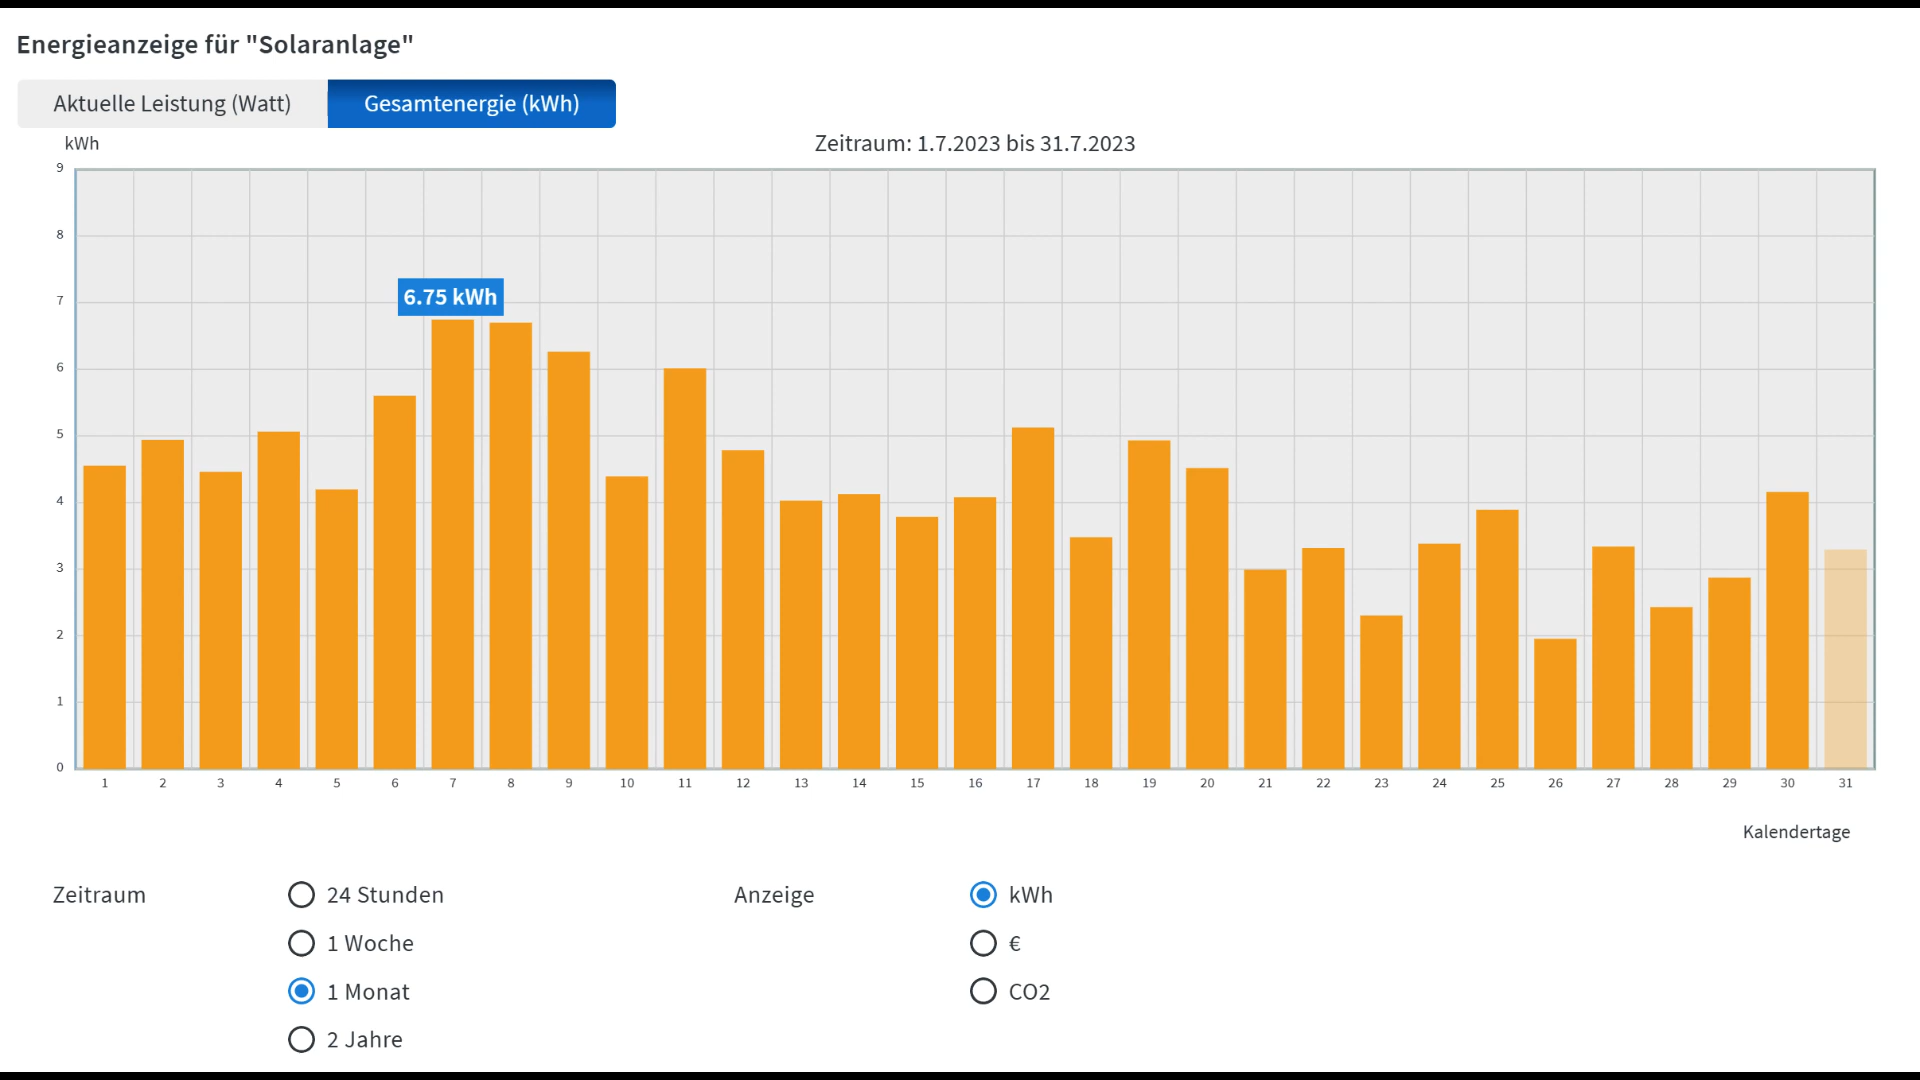 Energieanzeige für "Solaranlage"
Aktuelle Leistung (Watt) Gesamtenergie (kWh)
kWh Zeitraum: 1.7.2023 bis 31.7.2023
9
8
6.75 kWh
7
6
5
4
3
2
1
0
1 2 3 4 5 6 7 8 9 10 11 12 13 14 15 16 17 18 19 20 21 22 23 24 25 26 27 28 29 30 31
Kalendertage
Zeitraum 24 Stunden Anzeige kWh
1 Woche €
1 Monat CO2
2 Jahre